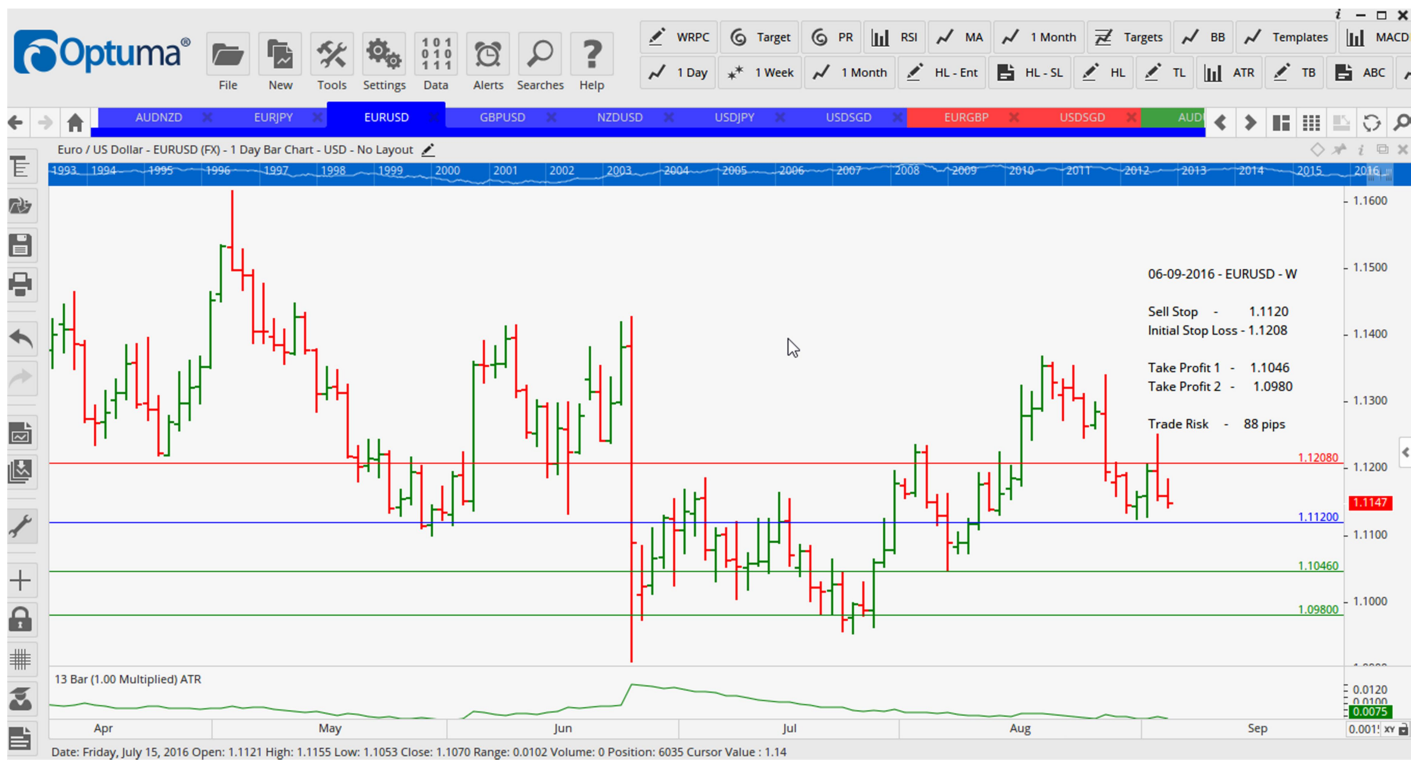 Optuma®
File New Tools Settings Data Alerts Searches Help
WRPC Target PR RSI MA 1 Month Targets BB Templates MACD
1 Day 1 Week 1 Month HL - Ent HL - SL HL TL ATR TB ABC
AUDNZD EURJPY EURUSD GBPUSD NZDUSD USDJPY USDSGD EURGBP USDSGD
Euro / US Dollar - EURUSD (FX) - 1 Day Bar Chart - USD - No Layout
1993 1994 1995 1996 1997 1998 1999 2000 2001 2002 2003 2004 2005 2006 2007 2008 2009 2010 2011 2012 2013 2014 2015 2016
1.1600
1.1500
06-09-2016 - EURUSD - W
Sell Stop - 1.1120
Initial Stop Loss - 1.1208
1.1400
Take Profit 1 - 1.1046
Take Profit 2 - 1.0980
1.1300
Trade Risk - 88 pips
1.12080
1.1200
1.1147
1.11200
1.1100
1.10460
1.1000
1.09800
13 Bar (1.00 Multiplied) ATR
0.0120
0.0100
0.0075
Apr May Jun Jul Aug Sep
XY
Date: Friday, July 15, 2016 Open: 1.1121 High: 1.1155 Low: 1.1053 Close: 1.1070 Range: 0.0102 Volume: 0 Position: 6035 Cursor Value : 1.14